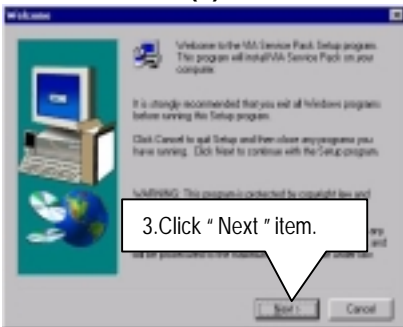 Welcome
Welcome to the VIA Service Pack Setup program.
This program will install VIA Service Pack on your
computer.
It is strongly recommended that you exit all Windows programs
before running this Setup program.
Click Cancel to quit Setup and then close any programs you
have running. Click Next to continue with the Setup program.
WARNING: This program is protected by copyright law and
3.Click " Next " item.
and
Next >
Cancel